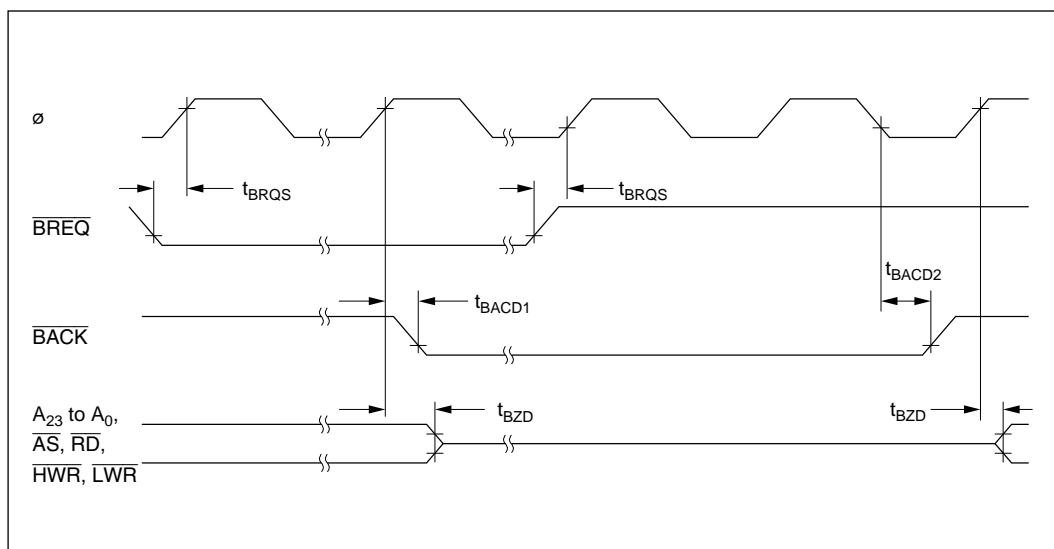 ø
tBRQS
tBRQS
BREQ
tBACD2
tBACD1
BACK
A23 to A0,
AS, RD,
HWR, LWR
tBZD
tBZD